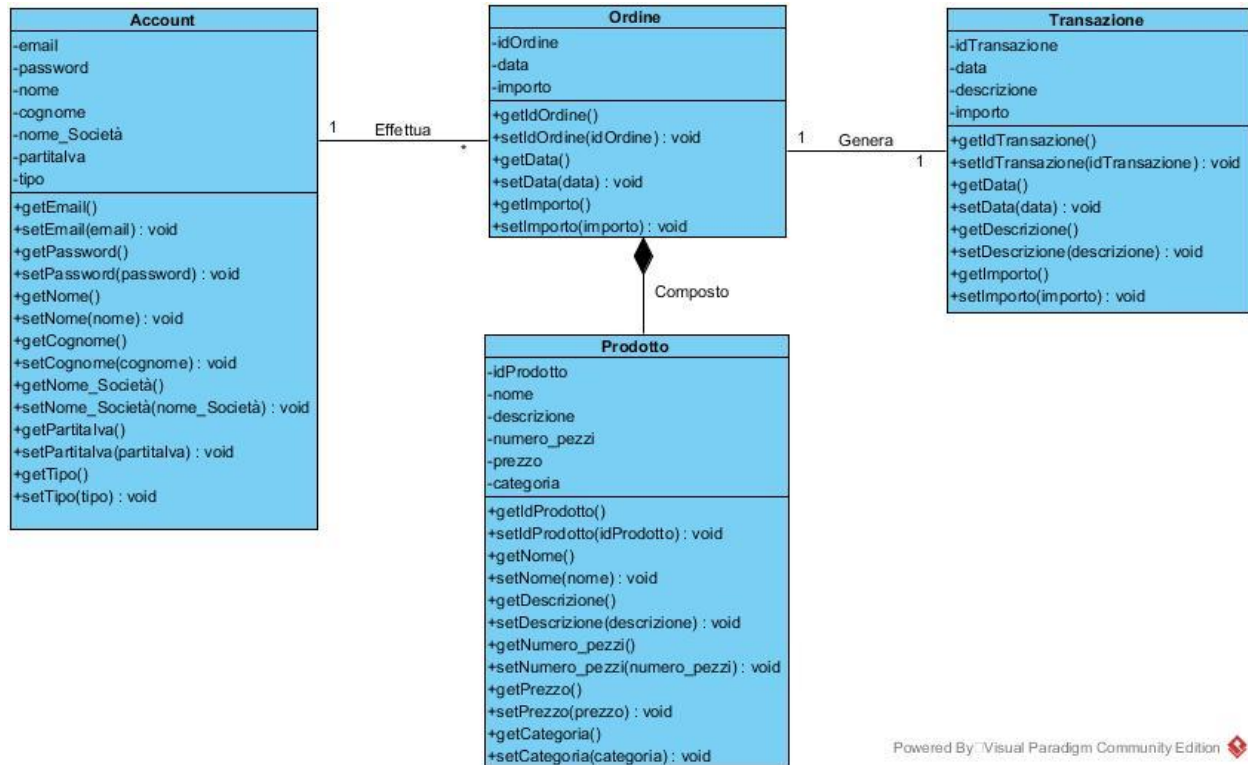 Account
-email
-password
-nome
-cognome
-nome_Società
-partitaIva
-tipo
+getEmail()
+setEmail(email) : void
+getPassword()
+setPassword(password) : void
+getNome()
+setNome(nome) : void
+getCognome()
+setCognome(cognome) : void
+getNome_Società()
+setNome_Società(nome_Società) : void
+getPartitaIva()
+setPartitaIva(partitaIva) : void
+getTipo()
+setTipo(tipo) : void
1
Effettua
*
Ordine
-idOrdine
-data
-importo
+getIdOrdine()
+setIdOrdine(idOrdine) : void
+getData()
+setData(data) : void
+getImporto()
+setImporto(importo) : void
1
Genera
1
Transazione
-idTransazione
-data
-descrizione
-importo
+getIdTransazione()
+setIdTransazione(idTransazione) : void
+getData()
+setData(data) : void
+getDescrizione()
+setDescrizione(descrizione) : void
+getImporto()
+setImporto(importo) : void
Composto
Prodotto
-idProdotto
-nome
-descrizione
-numero_pezzi
-prezzo
-categoria
+getIdProdotto()
+setIdProdotto(idProdotto) : void
+getNome()
+setNome(nome) : void
+getDescrizione()
+setDescrizione(descrizione) : void
+getNumero_pezzi()
+setNumero_pezzi(numero_pezzi) : void
+getPrezzo()
+setPrezzo(prezzo) : void
+getCategoria()
+setCategoria(categoria) : void
Powered By Visual Paradigm Community Edition